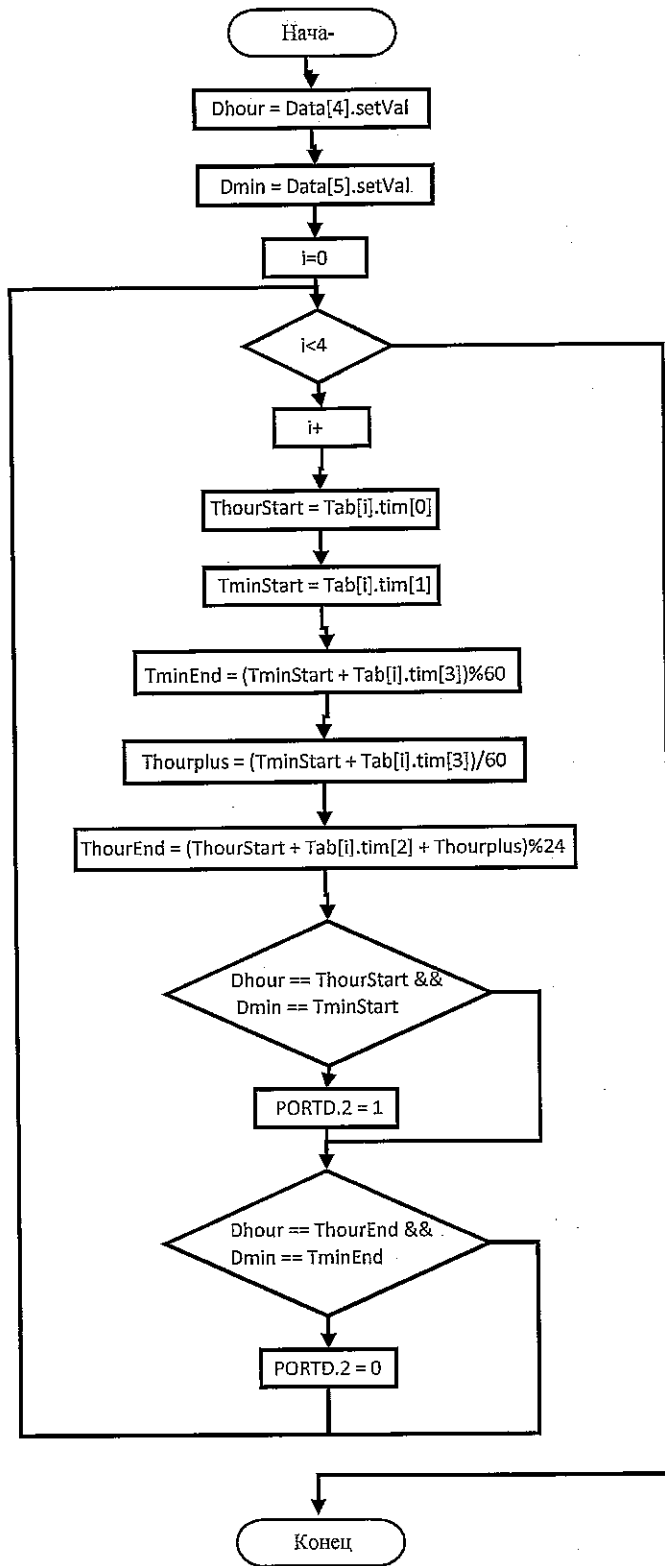 Нача-
Dhour = Data[4].setVal
Dmin = Data[5].setVal
i=0
i<4
i+
ThourStart = Tab[i].tim[0]
TminStart = Tab[i].tim[1]
TminEnd = (TminStart + Tab[i].tim[3])%60
Thourplus = (TminStart + Tab[i].tim[3])/60
ThourEnd = (ThourStart + Tab[i].tim[2] + Thourplus)%24
Dhour == ThourStart &&
Dmin == TminStart
PORTD.2 = 1
Dhour == ThourEnd &&
Dmin == TminEnd
PORTD.2 = 0
Конец